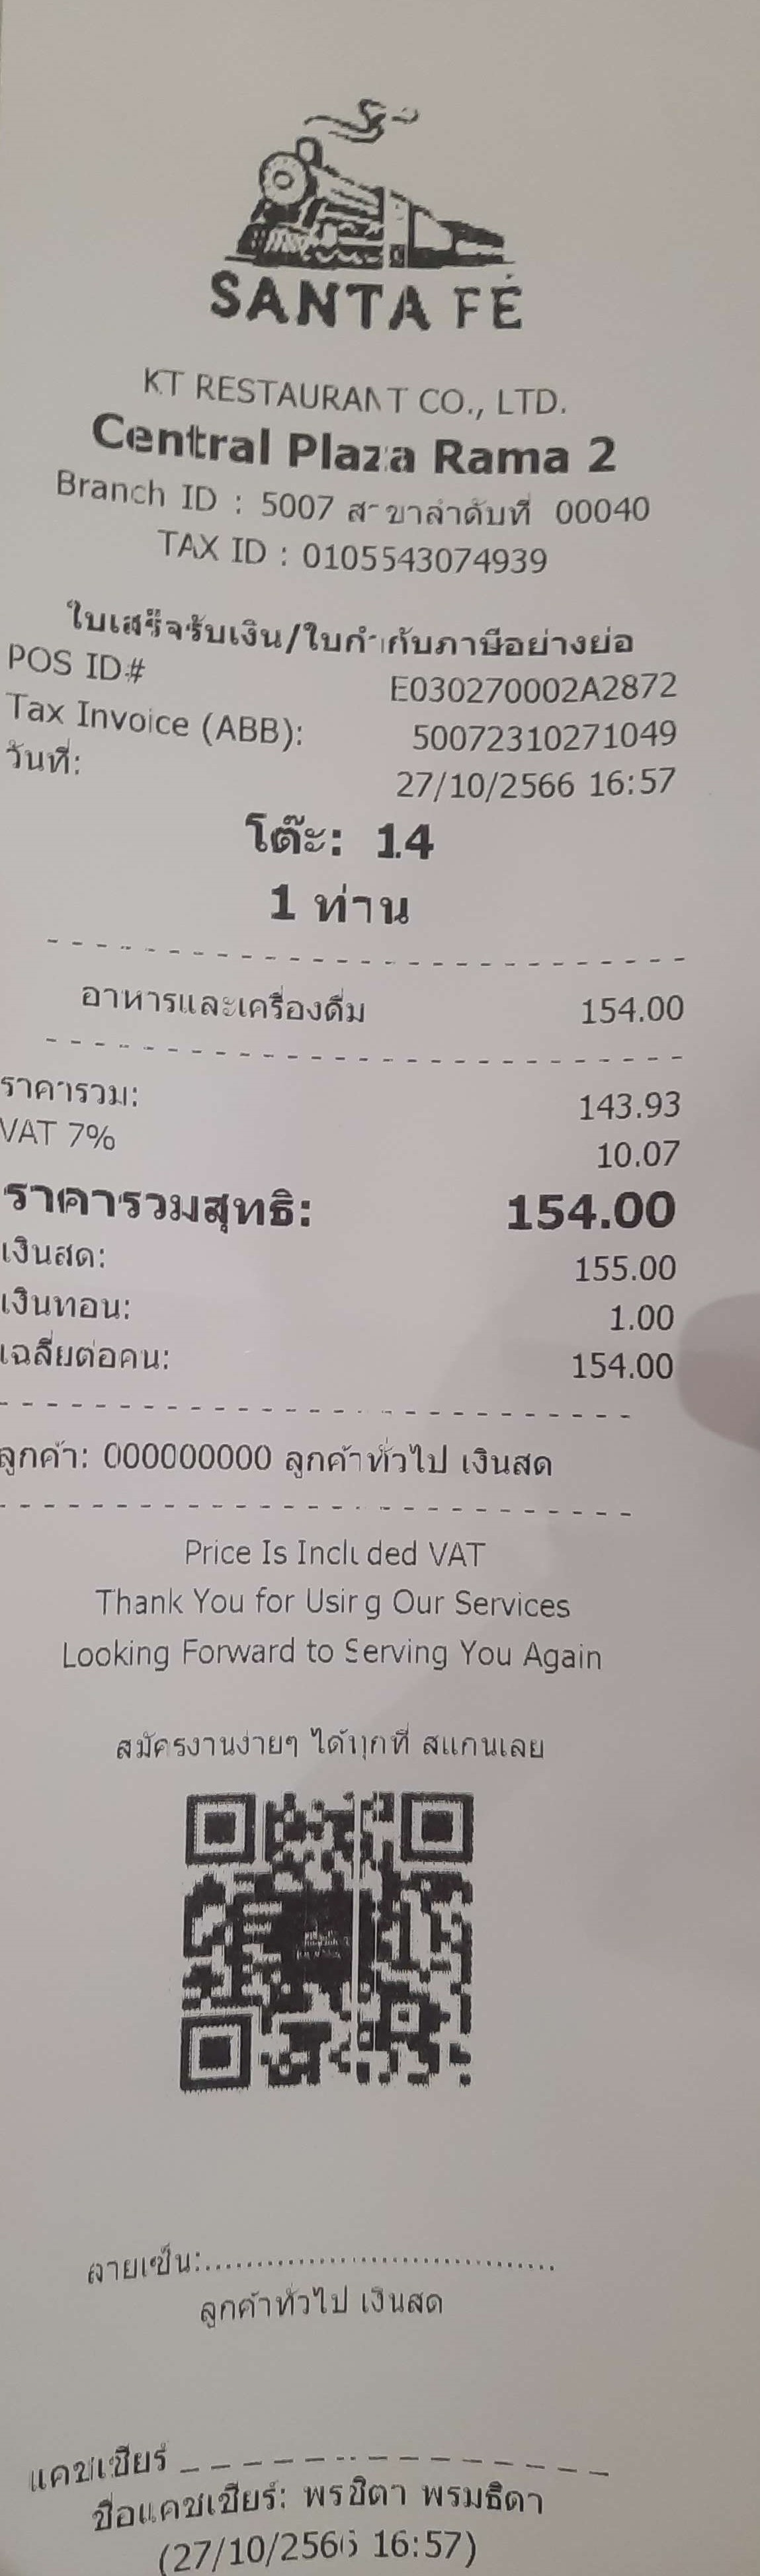 SANTA FÉ
KT RESTAURANT CO., LTD.
Central Plaza Rama 2
Branch ID : 5007 สาขาลำดับที่ 00040
TAX ID : 0105543074939
ใบเสร็จรับเงิน/ใบกำกับภาษีอย่างย่อ
POS ID# E030270002A2872
Tax Invoice (ABB): 50072310271049
วันที่: 27/10/2566 16:57
โต๊ะ: 14
1 ท่าน
อาหารและเครื่องดื่ม 154.00
ราคารวม: 143.93
VAT 7% 10.07
ราคารวมสุทธิ: 154.00
เงินสด: 155.00
เงินทอน: 1.00
เฉลี่ยต่อคน: 154.00
ลูกค้า: 000000000 ลูกค้าทั่วไป เงินสด
Price Is Included VAT
Thank You for Using Our Services
Looking Forward to Serving You Again
สมัครงานง่ายๆ ได้ทุกที่ สแกนเลย
ลายเซ็น:..................................
ลูกค้าทั่วไป เงินสด
แคชเชียร์ _ _ _ _ _ _ _ _ _ _ _ _ _ _
ชื่อแคชเชียร์: พรชิตา พรมธิดา
(27/10/2566 16:57)